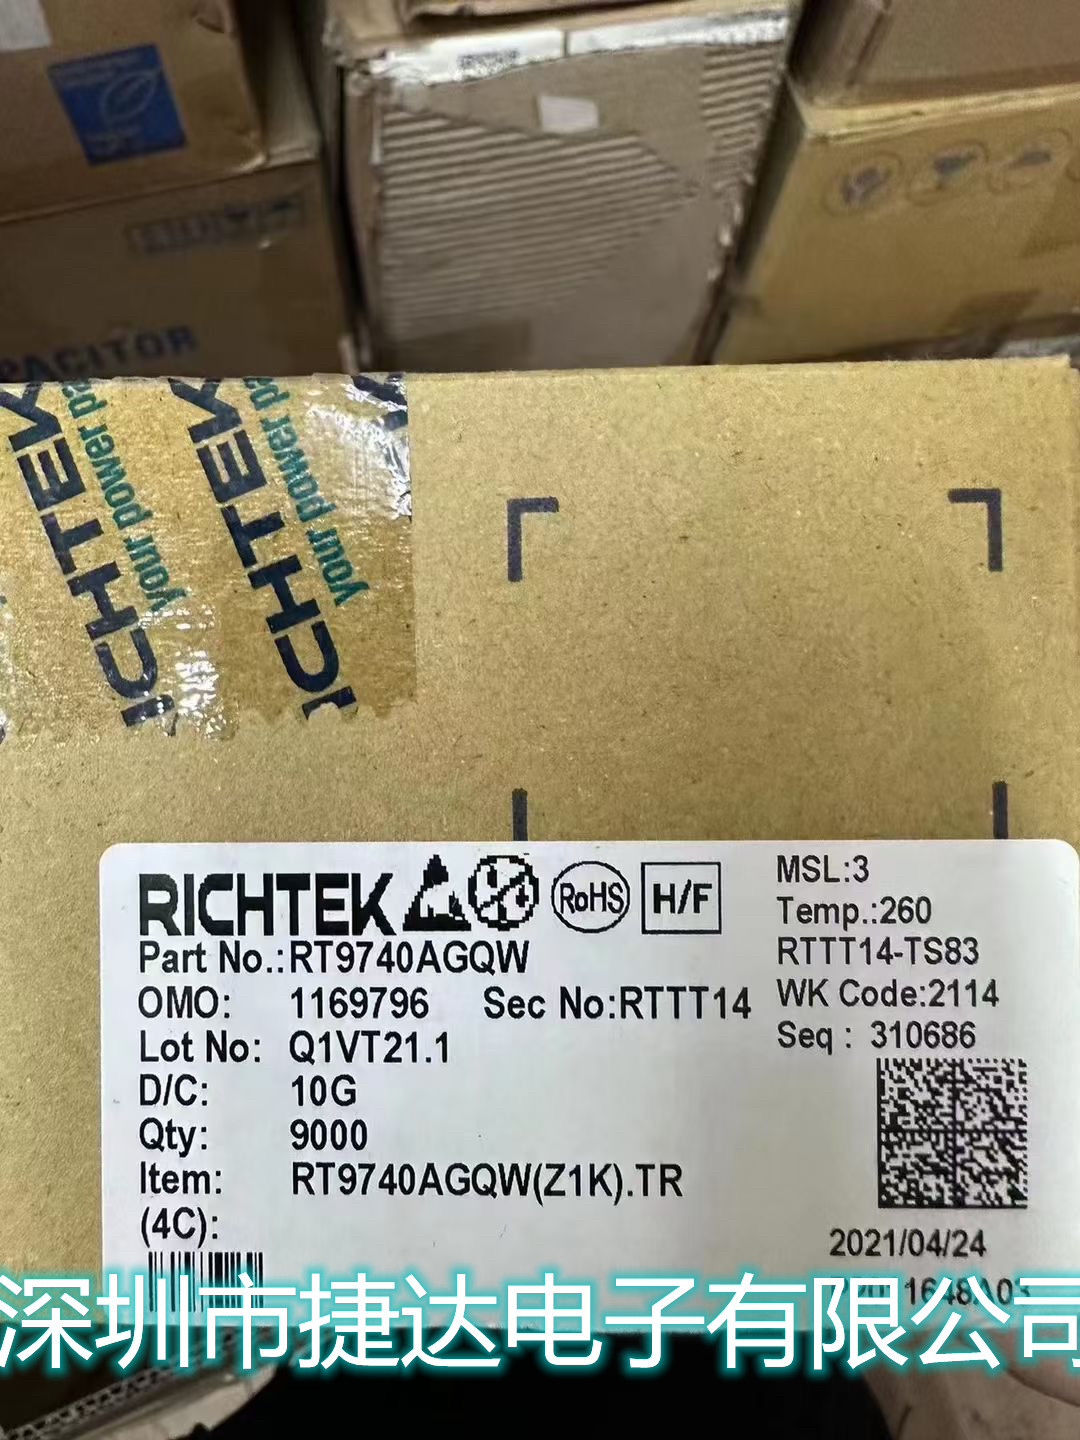 PACITOR
RICHTEK
your power pa
RICHTEK
your power p
RICHTEK RoHS H/F
MSL:3
Part No.:RT9740AGQW
Temp.:260
OMO: 1169796 Sec No:RTTT14
RTTT14-TS83
Lot No: Q1VT21.1
WK Code:2114
D/C: 10G
Seq : 310686
Qty: 9000
Item: RT9740AGQW(Z1K).TR
(4C):
2021/04/24
深圳市捷达电子有限公司